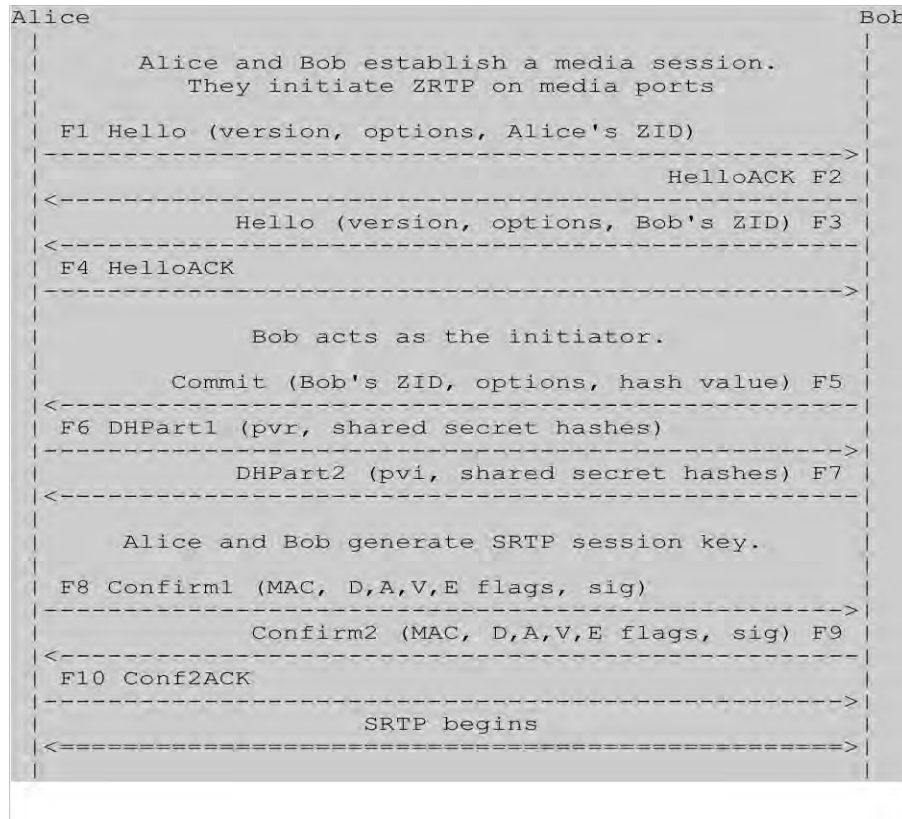 Alice Bob
Alice and Bob establish a media session.
They initiate ZRTP on media ports
F1 Hello (version, options, Alice's ZID)
HelloACK F2
Hello (version, options, Bob's ZID) F3
F4 HelloACK
Bob acts as the initiator.
Commit (Bob's ZID, options, hash value) F5
F6 DHPart1 (pvr, shared secret hashes)
DHPart2 (pvi, shared secret hashes) F7
Alice and Bob generate SRTP session key.
F8 Confirm1 (MAC, D,A,V,E flags, sig)
Confirm2 (MAC, D,A,V,E flags, sig) F9
F10 Conf2ACK
SRTP begins